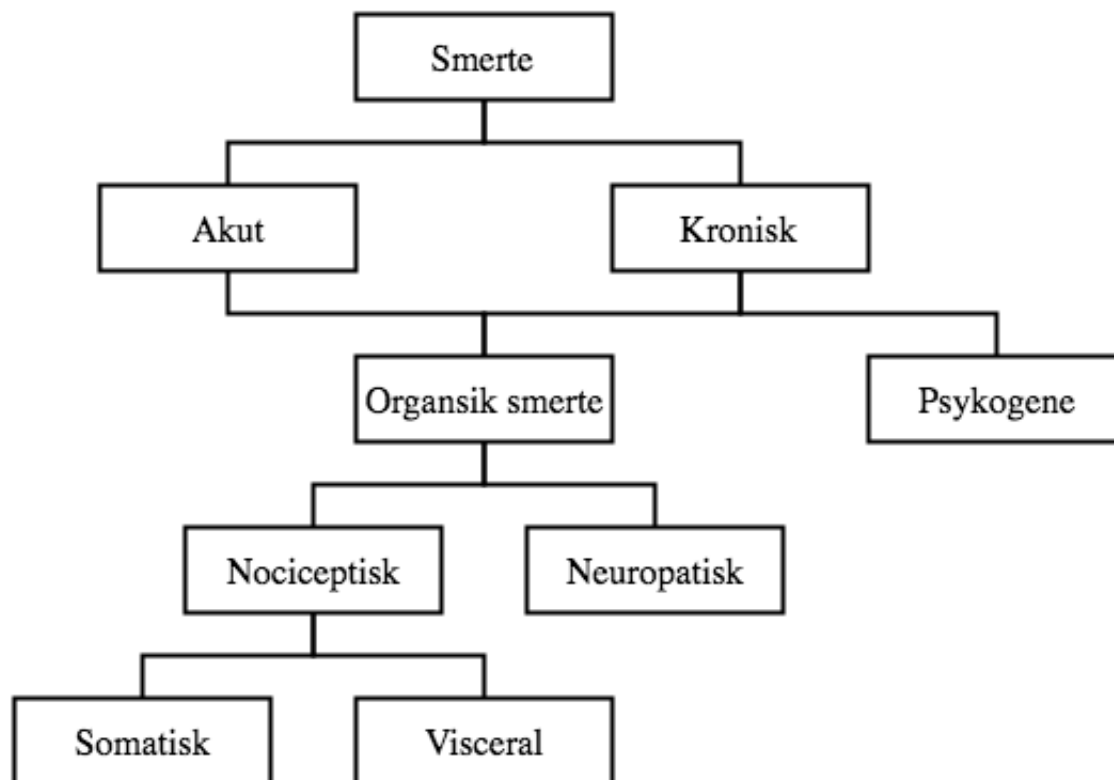 Smerte
Akut
Kronisk
Organsik smerte
Psykogene
Nociceptisk
Neuropatisk
Somatisk
Visceral